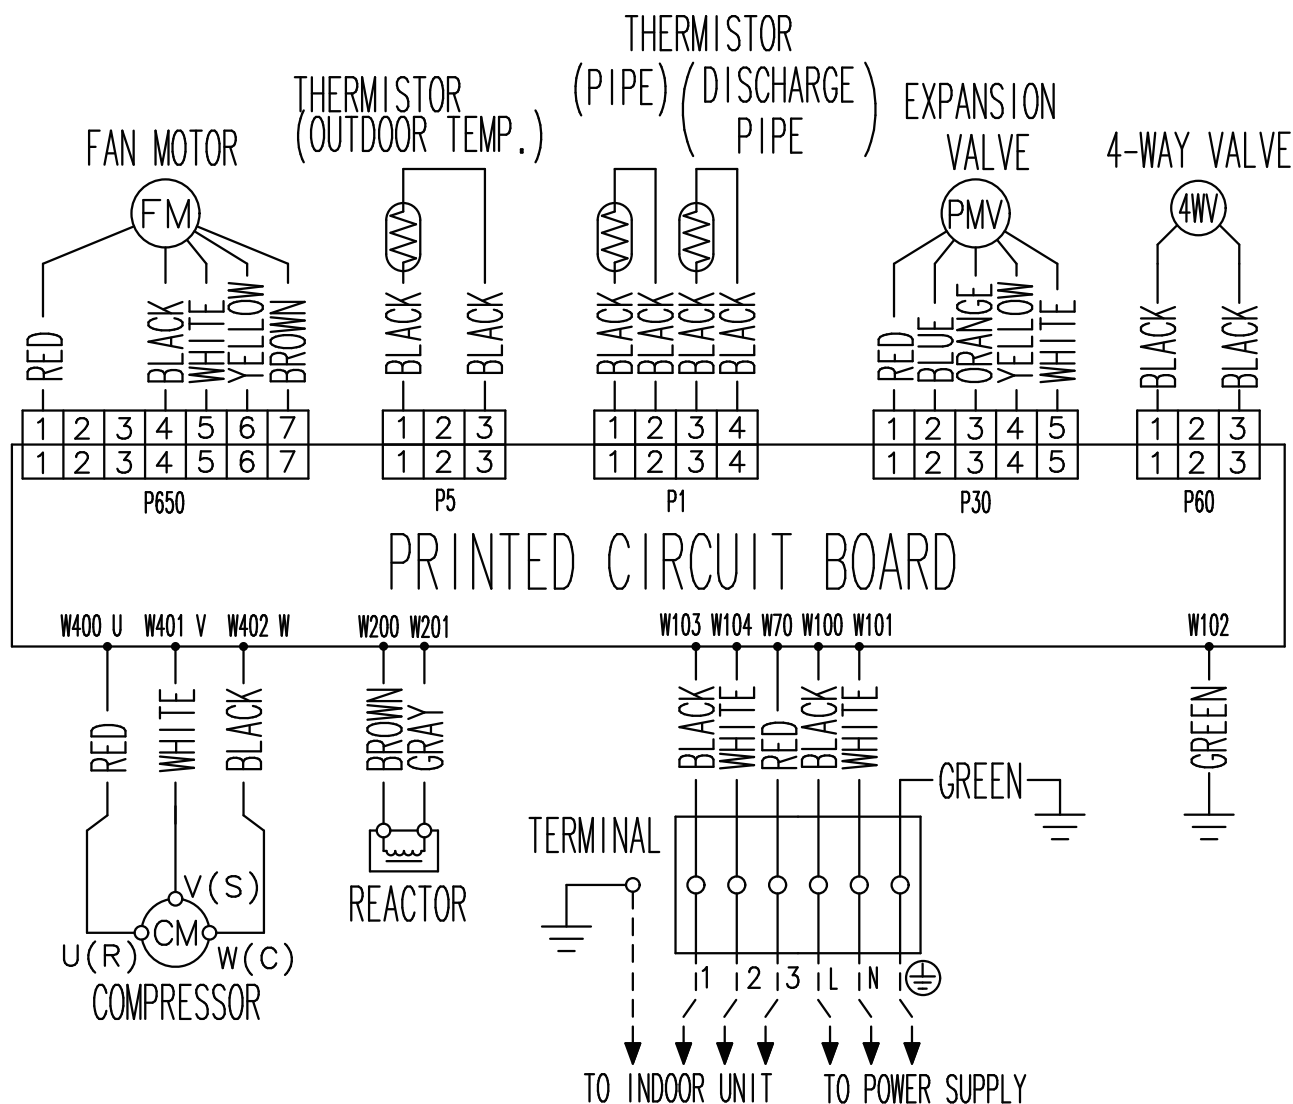 THERMISTOR
(PIPE) (DISCHARGE PIPE)
THERMISTOR
(OUTDOOR TEMP.)
EXPANSION
VALVE
FAN MOTOR
4-WAY VALVE
FM
PMV
4WV
RED BLACK WHITE YELLOW BROWN
BLACK BLACK
BLACK BLACK BLACK BLACK
RED BLUE ORANGE YELLOW WHITE
BLACK BLACK
1 2 3 4 5 6 7
1 2 3
1 2 3 4
1 2 3 4 5
1 2 3
1 2 3 4 5 6 7
1 2 3
1 2 3 4
1 2 3 4 5
1 2 3
P650
P5
P1
P30
P60
PRINTED CIRCUIT BOARD
W400 U W401 V W402 W
W200 W201
W103 W104 W70 W100 W101
W102
RED WHITE BLACK
BROWN GRAY
BLACK WHITE RED BLACK WHITE
GREEN
GREEN
TERMINAL
REACTOR
V(S)
CM
U(R)
W(C)
COMPRESSOR
1 2 3 L N
TO INDOOR UNIT
TO POWER SUPPLY